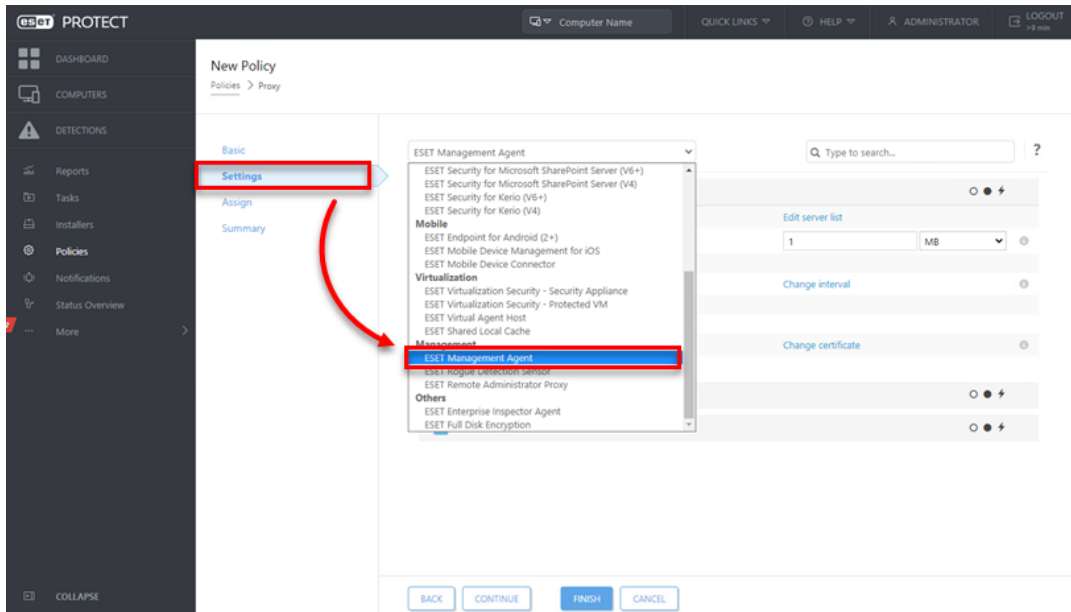 eset PROTECT
Computer Name
QUICK LINKS
HELP
ADMINISTRATOR
LOGOUT
>9 min
DASHBOARD
COMPUTERS
DETECTIONS
Reports
Tasks
Installers
Policies
Notifications
Status Overview
More
COLLAPSE
New Policy
Policies > Proxy
Basic
Settings
Assign
Summary
ESET Management Agent
Type to search...
?
ESET Security for Microsoft SharePoint Server (V6+)
ESET Security for Microsoft SharePoint Server (V4)
ESET Security for Kerio (V6+)
ESET Security for Kerio (V4)
Mobile
ESET Endpoint for Android (2+)
ESET Mobile Device Management for iOS
ESET Mobile Device Connector
Virtualization
ESET Virtualization Security - Security Appliance
ESET Virtualization Security - Protected VM
ESET Virtual Agent Host
ESET Shared Local Cache
Management
ESET Management Agent
ESET Rogue Detection Sensor
ESET Remote Administrator Proxy
Others
ESET Enterprise Inspector Agent
ESET Full Disk Encryption
Edit server list
1 MB
Change interval
Change certificate
BACK CONTINUE FINISH CANCEL